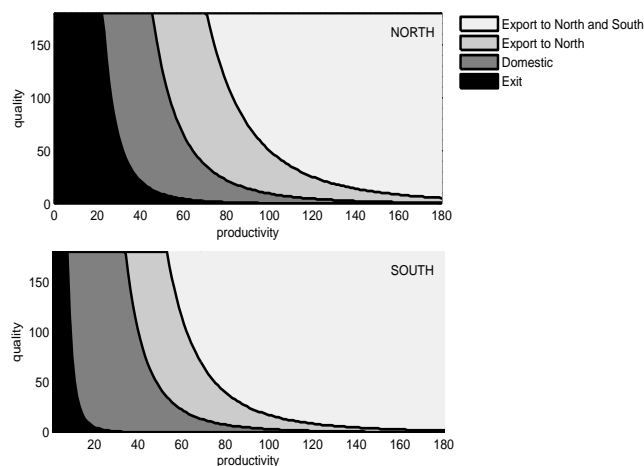 150
100
50
0
quality
NORTH
0 20 40 60 80 100 120 140 160 180
productivity
Export to North and South
Export to North
Domestic
Exit
150
100
50
0
quality
SOUTH
20 40 60 80 100 120 140 160 180
productivity